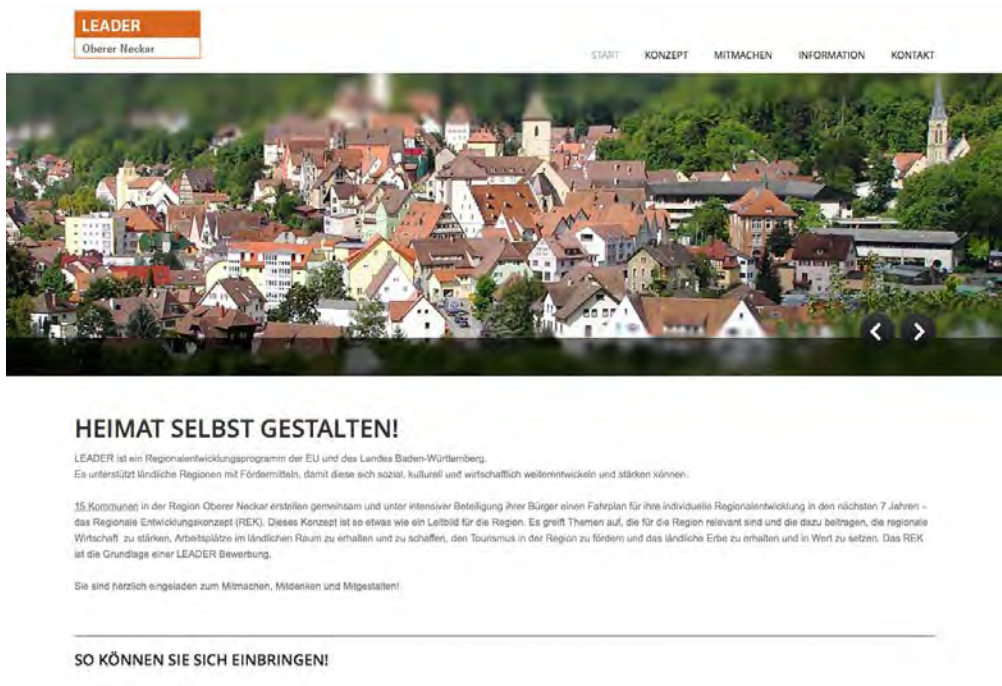 LEADER
Oberer Neckar
START KONZEPT MITMACHEN INFORMATION KONTAKT
HEIMAT SELBST GESTALTEN!
LEADER ist ein Regionalentwicklungsprogramm der EU und des Landes Baden-Württemberg.
Es unterstützt ländliche Regionen mit Fördermitteln, damit diese sich sozial, kulturell und wirtschaftlich weiterentwickeln und stärken können.
15 Kommunen in der Region Oberer Neckar erstellen gemeinsam und unter intensiver Beteiligung ihrer Bürger einen Fahrplan für ihre individuelle Regionalentwicklung in den nächsten 7 Jahren –
das Regionale Entwicklungskonzept (REK). Dieses Konzept ist so etwas wie ein Leitbild für die Region. Es greift Themen auf, die für die Region relevant sind und die dazu beitragen, die regionale
Wirtschaft zu stärken, Arbeitsplätze im ländlichen Raum zu erhalten und zu schaffen, den Tourismus in der Region zu fördern und das ländliche Erbe zu erhalten und in Wert zu setzen. Das REK
ist die Grundlage einer LEADER Bewerbung.
Sie sind herzlich eingeladen zum Mitmachen, Mitdenken und Mitgestalten!
SO KÖNNEN SIE SICH EINBRINGEN!